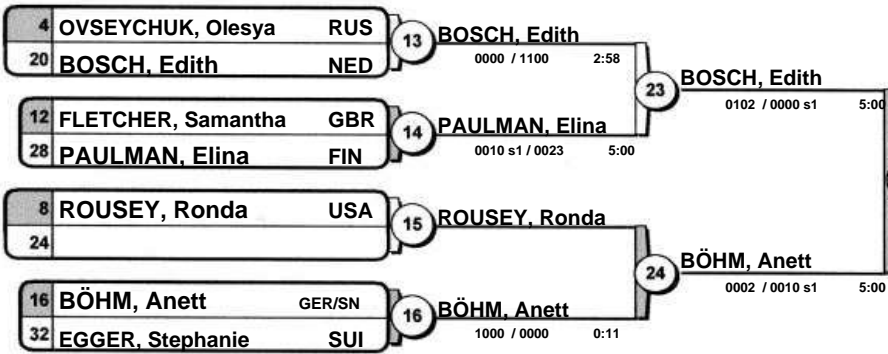 4 OVSEYCHUK, Olesya RUS
20 BOSCH, Edith NED
13 BOSCH, Edith
0000 / 1100 2:58
12 FLETCHER, Samantha GBR
28 PAULMAN, Elina FIN
14 PAULMAN, Elina
0010 s1 / 0023 5:00
23 BOSCH, Edith
0102 / 0000 s1 5:00
8 ROUSEY, Ronda USA
24
15 ROUSEY, Ronda
16 BÖHM, Anett GER/SN
32 EGGER, Stephanie SUI
16 BÖHM, Anett
1000 / 0000 0:11
24 BÖHM, Anett
0002 / 0010 s1 5:00